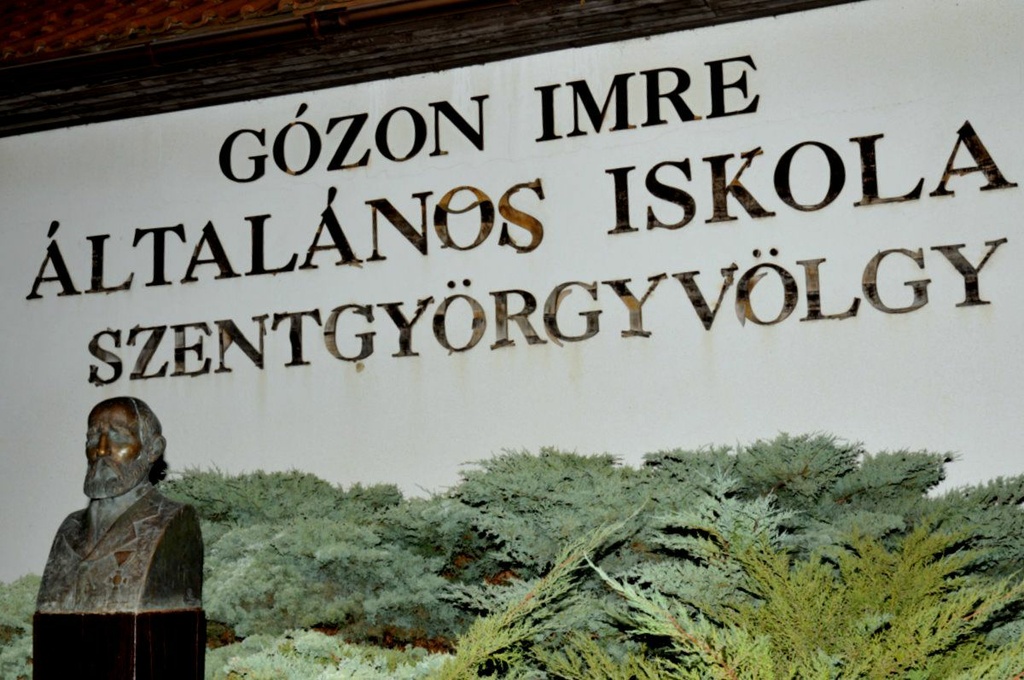 GÓZON IMRE
ÁLTALÁNOS ISKOLA
SZENTGYÖRGYVÖLGY